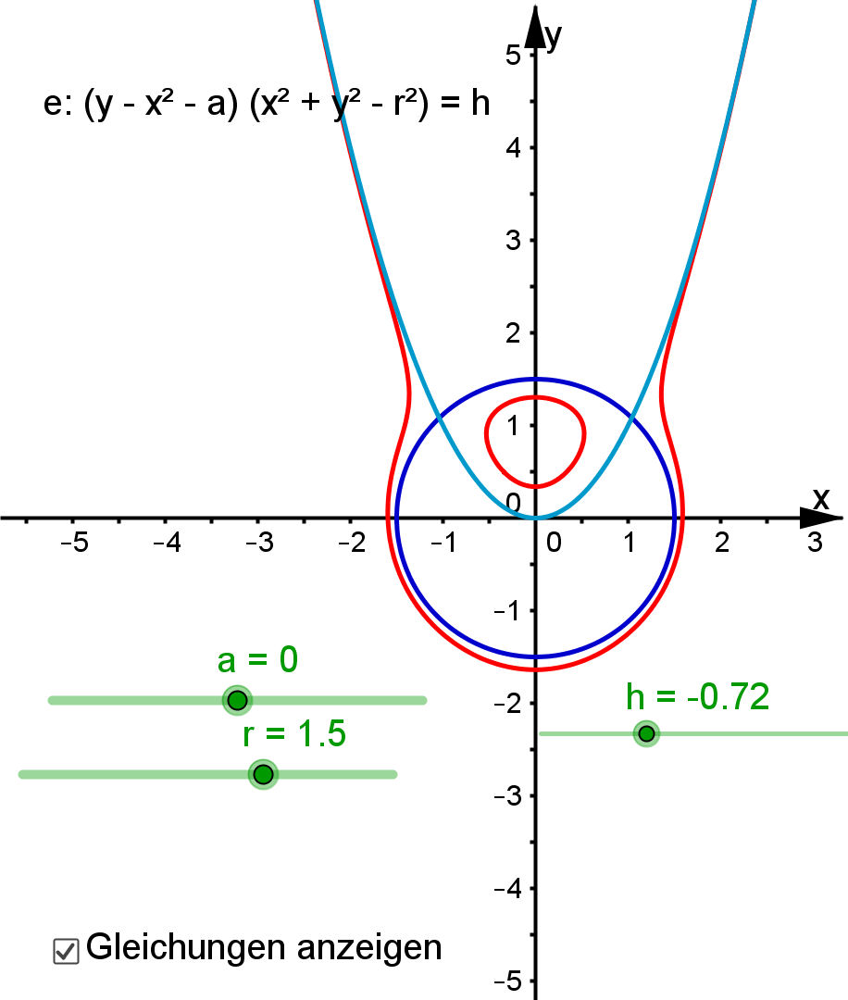 y
5
e: (y - x² - a) (x² + y² - r²) = h
4
3
2
1
0
x
−5 −4 −3 −2 −1 0 1 2 3
−1
a = 0
h = -0.72
−2
r = 1.5
−3
−4
Gleichungen anzeigen
−5